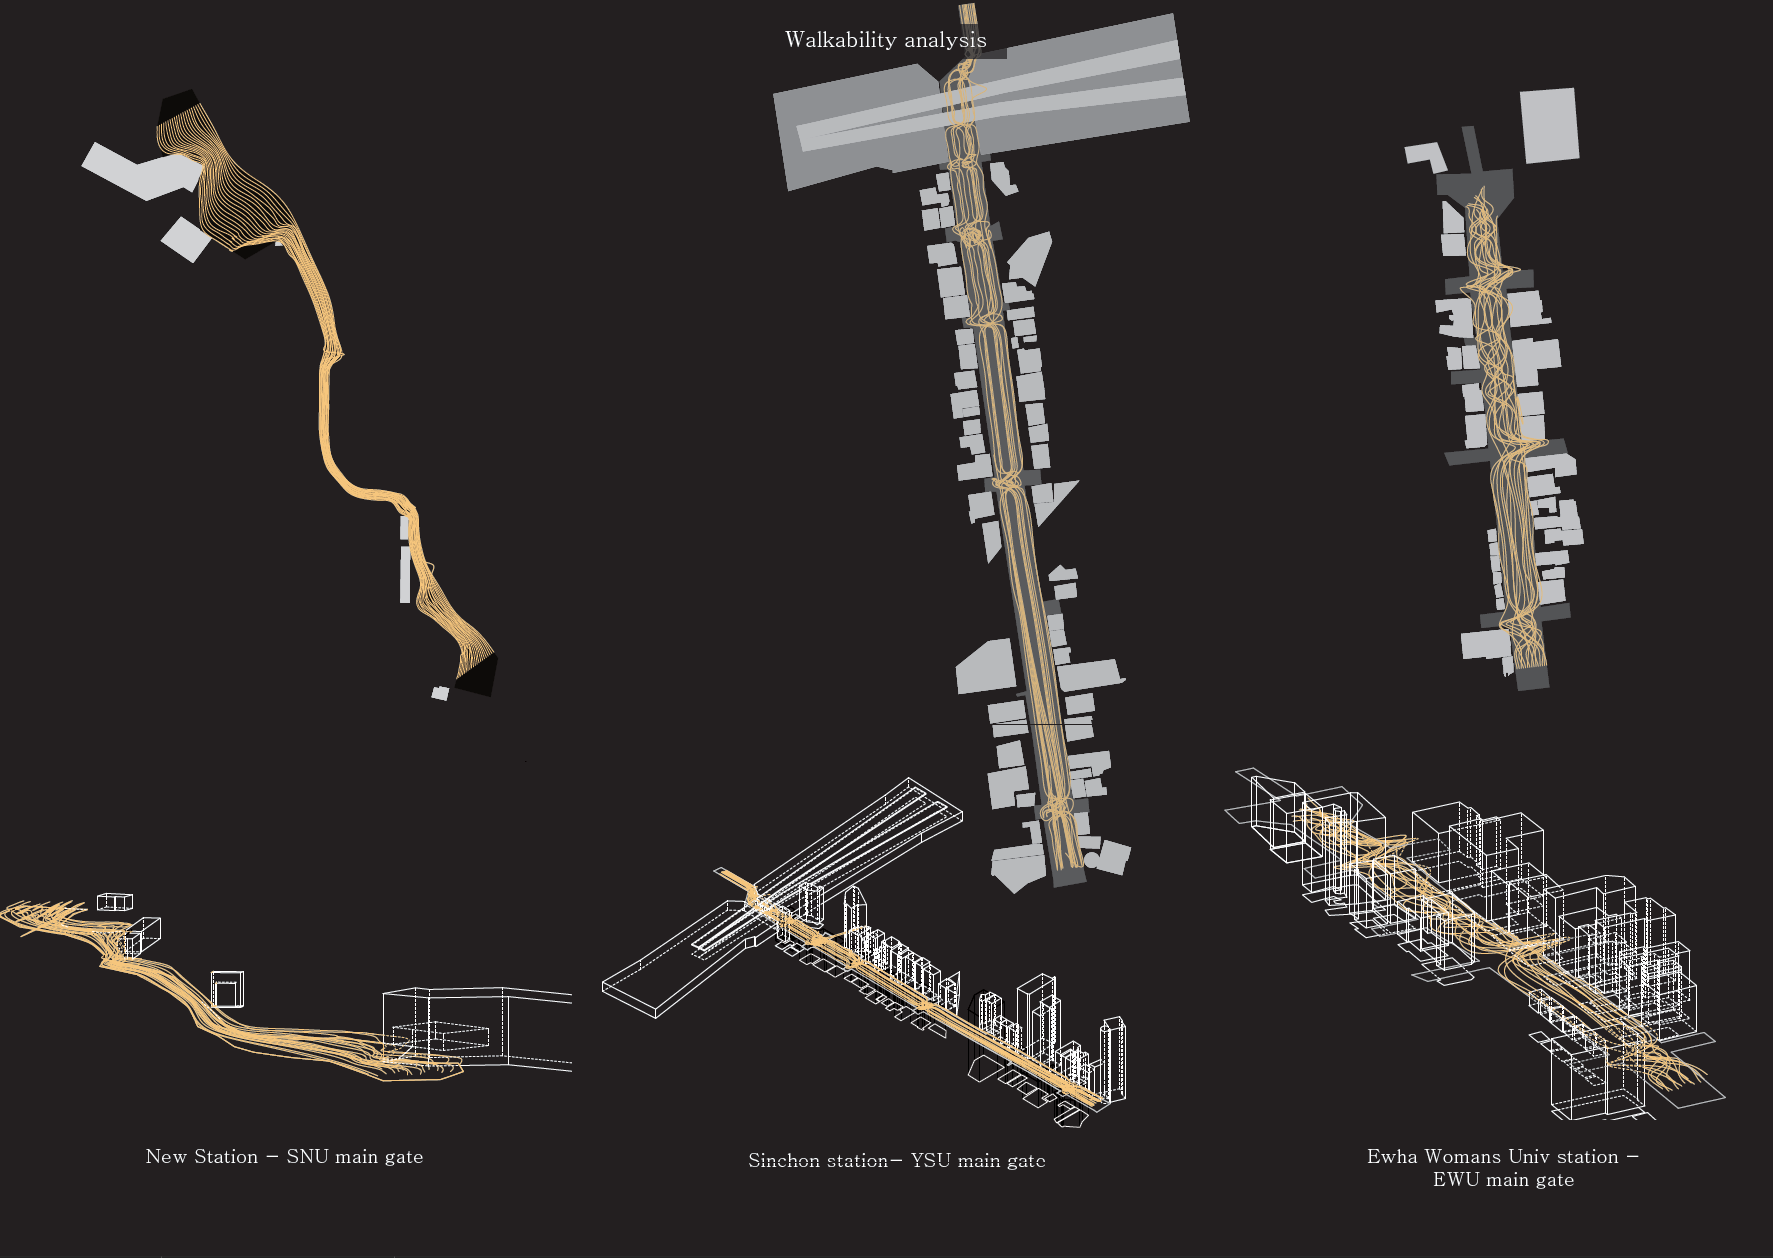 Walkability analysis
New Station - SNU main gate
Sinchon station- YSU main gate
Ewha Womans Univ station -
EWU main gate